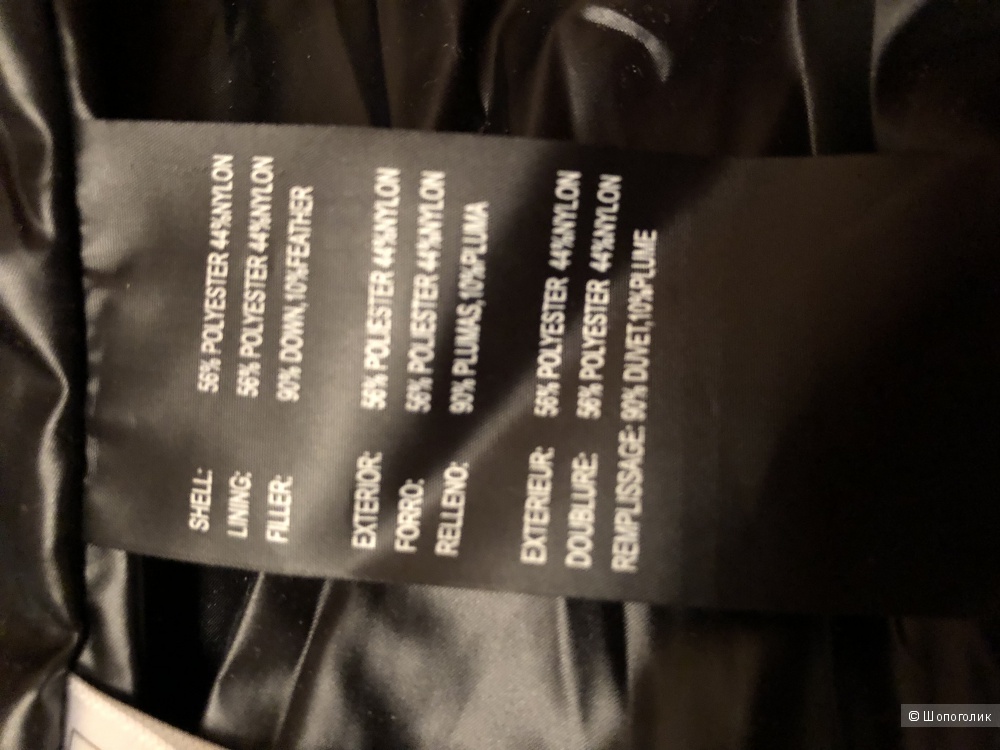 SHELL: 56% POLYESTER 44%NYLON
LINING: 56% POLYESTER 44%NYLON
FILLER: 90% DOWN,10%FEATHER
EXTERIOR: 56% POLIESTER 44%NYLON
FORRO: 56% POLIESTER 44%NYLON
RELLENO: 90% PLUMAS,10%PLUMA
EXTERIEUR: 56% POLYESTER 44%NYLON
DOUBLURE: 56% POLYESTER 44%NYLON
REMPLISSAGE: 90% DUVET,10%PLUME
© Шопоголик